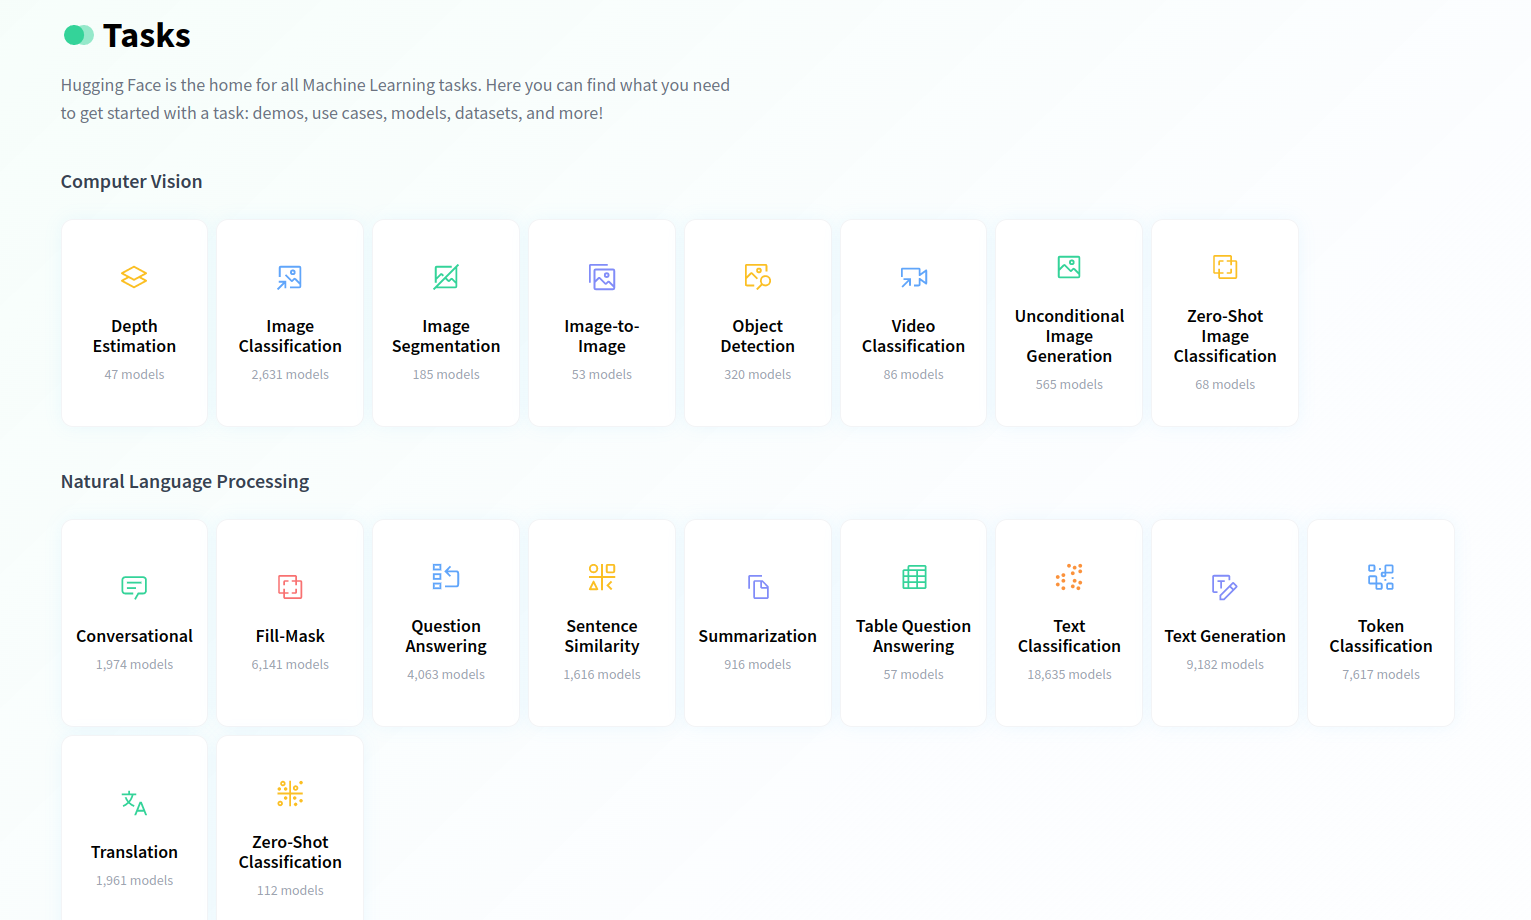 Tasks
Hugging Face is the home for all Machine Learning tasks. Here you can find what you need
to get started with a task: demos, use cases, models, datasets, and more!
Computer Vision
Depth
Estimation
47 models
Image
Classification
2,631 models
Image
Segmentation
185 models
Image-to-
Image
53 models
Object
Detection
320 models
Video
Classification
86 models
Unconditional
Image
Generation
565 models
Zero-Shot
Image
Classification
68 models
Natural Language Processing
Conversational
1,974 models
Fill-Mask
6,141 models
Question
Answering
4,063 models
Sentence
Similarity
1,616 models
Summarization
916 models
Table Question
Answering
57 models
Text
Classification
18,635 models
Text Generation
9,182 models
Token
Classification
7,617 models
Translation
1,961 models
Zero-Shot
Classification
112 models